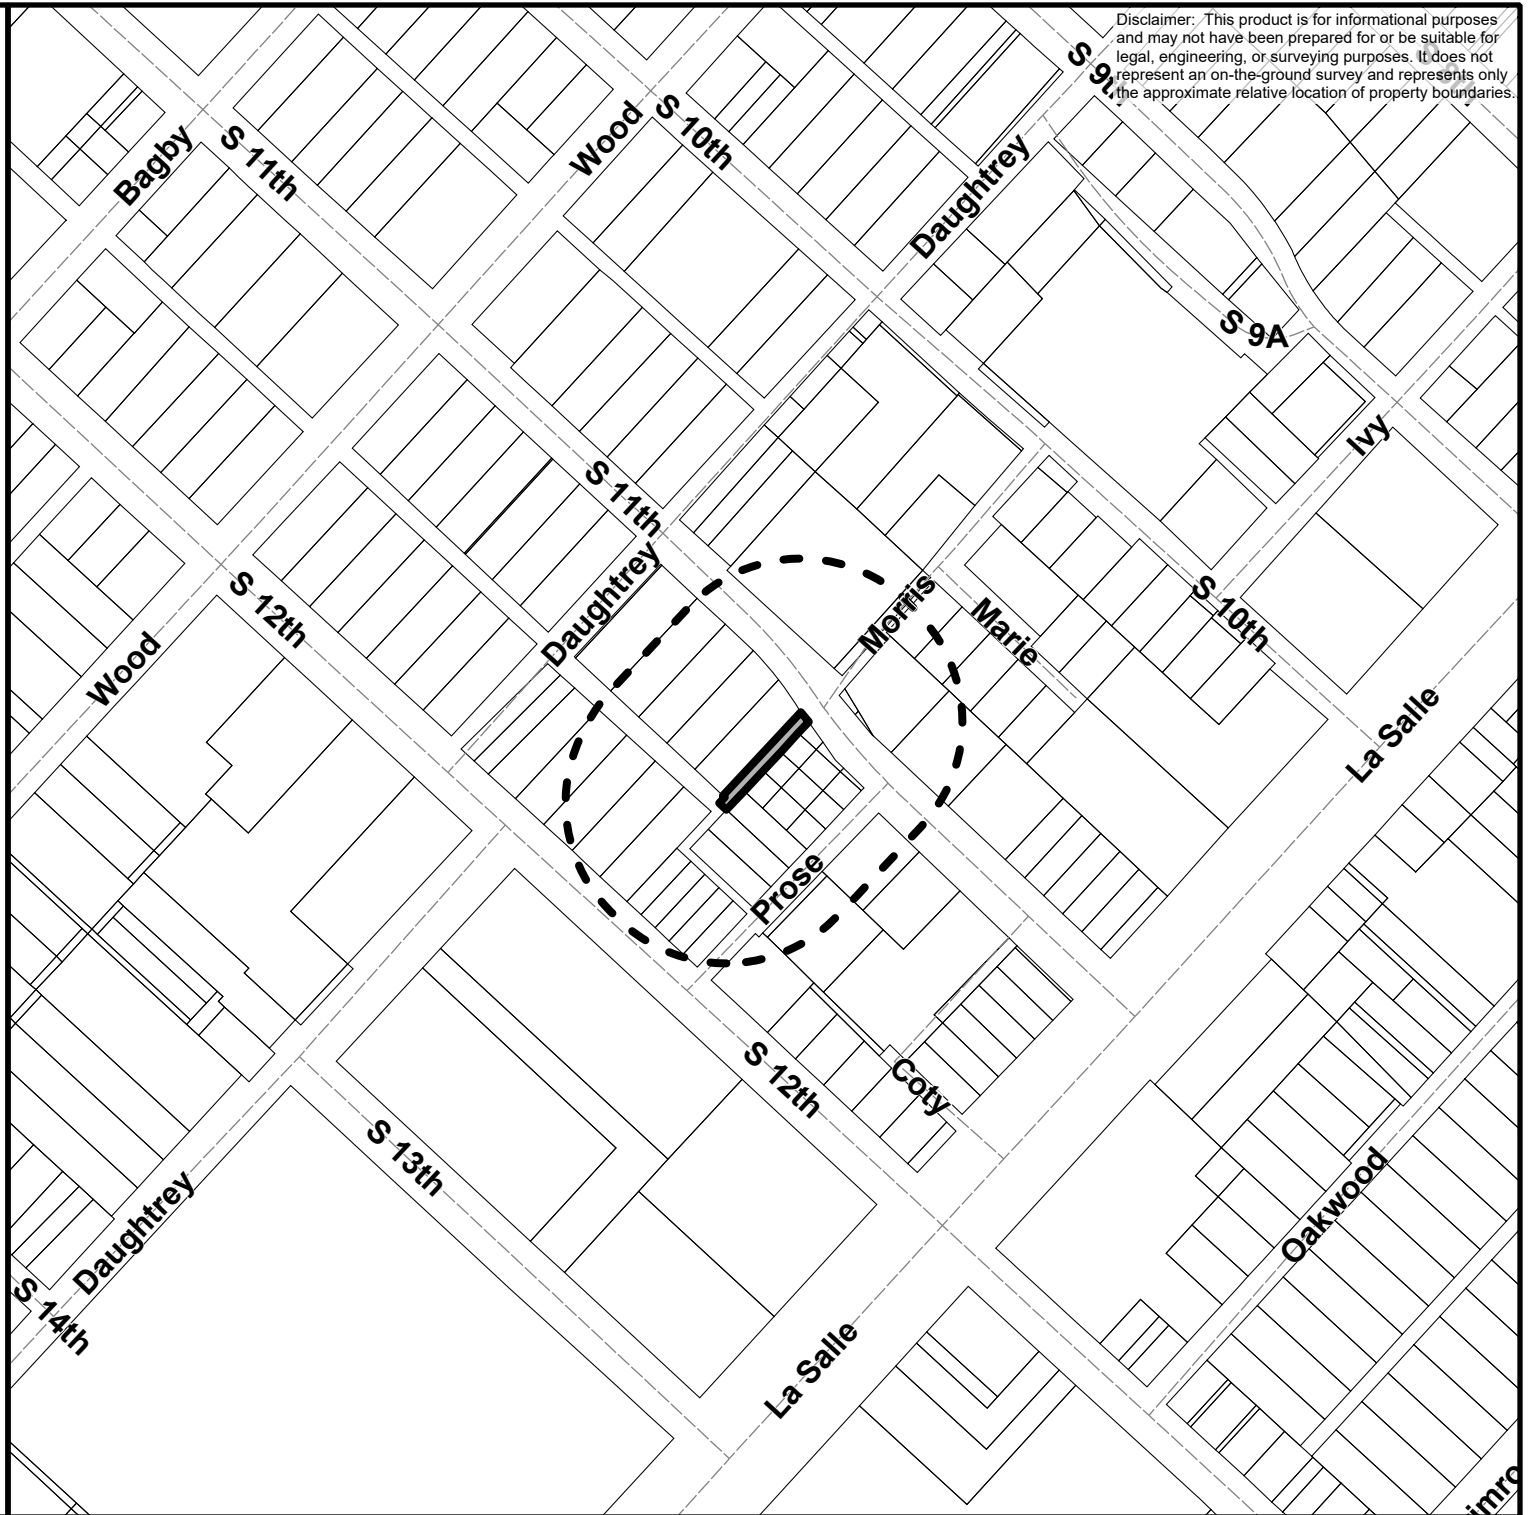 Disclaimer: This product is for informational purposes
and may not have been prepared for or be suitable for
legal, engineering, or surveying purposes. It does not
represent an on-the-ground survey and represents only
the approximate relative location of property boundaries.
S 9th
S 9th
Bagby
S 11th
Wood
S 10th
Daughtrey
S 9A
Ivy
S 11th
Daughtrey
Morris
Marie
S 10th
S 12th
Wood
La Salle
Prose
S 12th
Coty
S 13th
Daughtrey
Oakwood
S 14th
La Salle